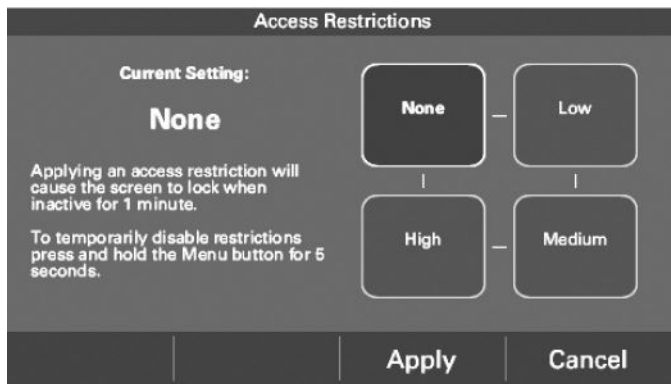 Access Restrictions
Current Setting:
None
Applying an access restriction will
cause the screen to lock when
inactive for 1 minute.
To temporarily disable restrictions
press and hold the Menu button for 5
seconds.
None
Low
High
Medium
Apply
Cancel